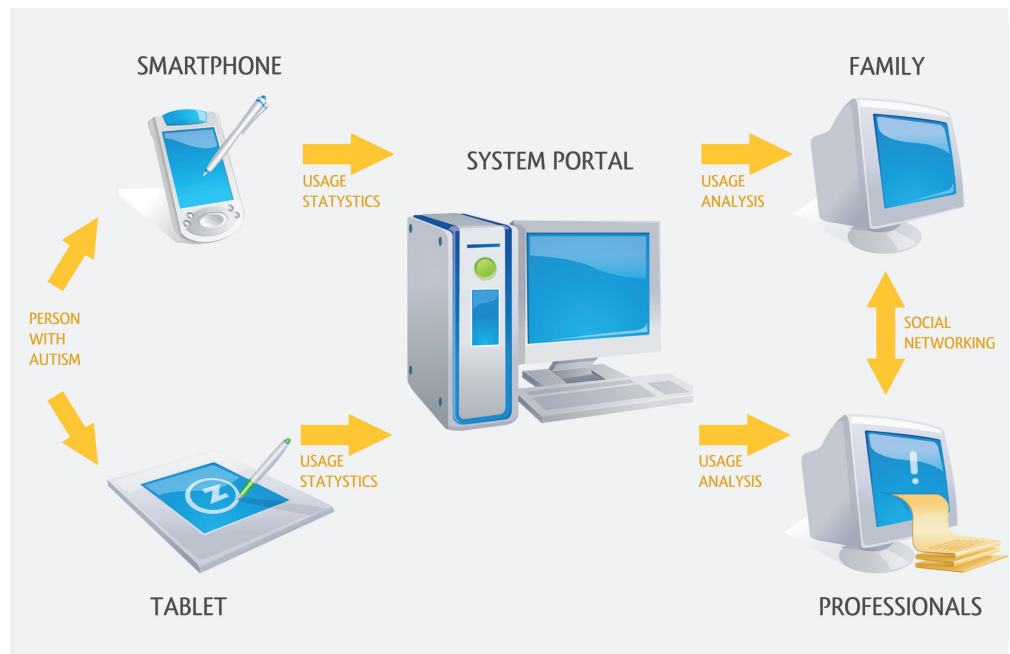 SMARTPHONE
FAMILY
SYSTEM PORTAL
USAGE
STATYSTICS
USAGE
ANALYSIS
PERSON
WITH
AUTISM
SOCIAL
NETWORKING
USAGE
STATYSTICS
USAGE
ANALYSIS
Z
!
TABLET
PROFESSIONALS